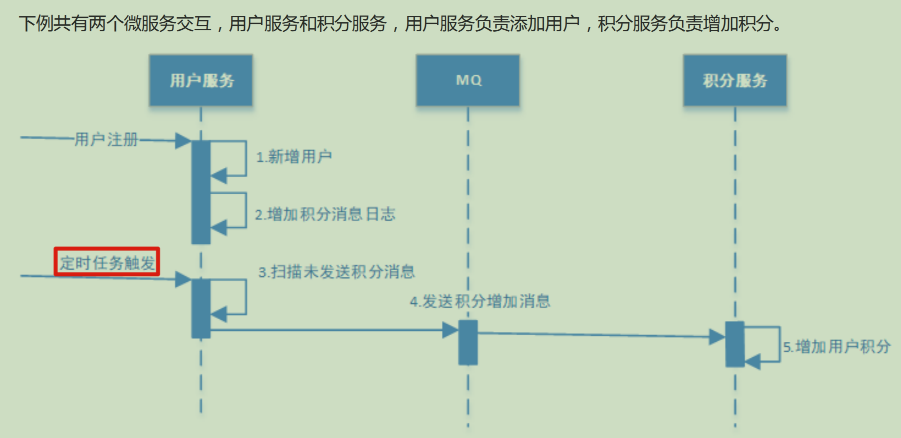 下例共有两个微服务交互，用户服务和积分服务，用户服务负责添加用户，积分服务负责增加积分。
用户服务
MQ
积分服务
用户注册
1.新增用户
2.增加积分消息日志
定时任务触发
3.扫描未发送积分消息
4.发送积分增加消息
5.增加用户积分